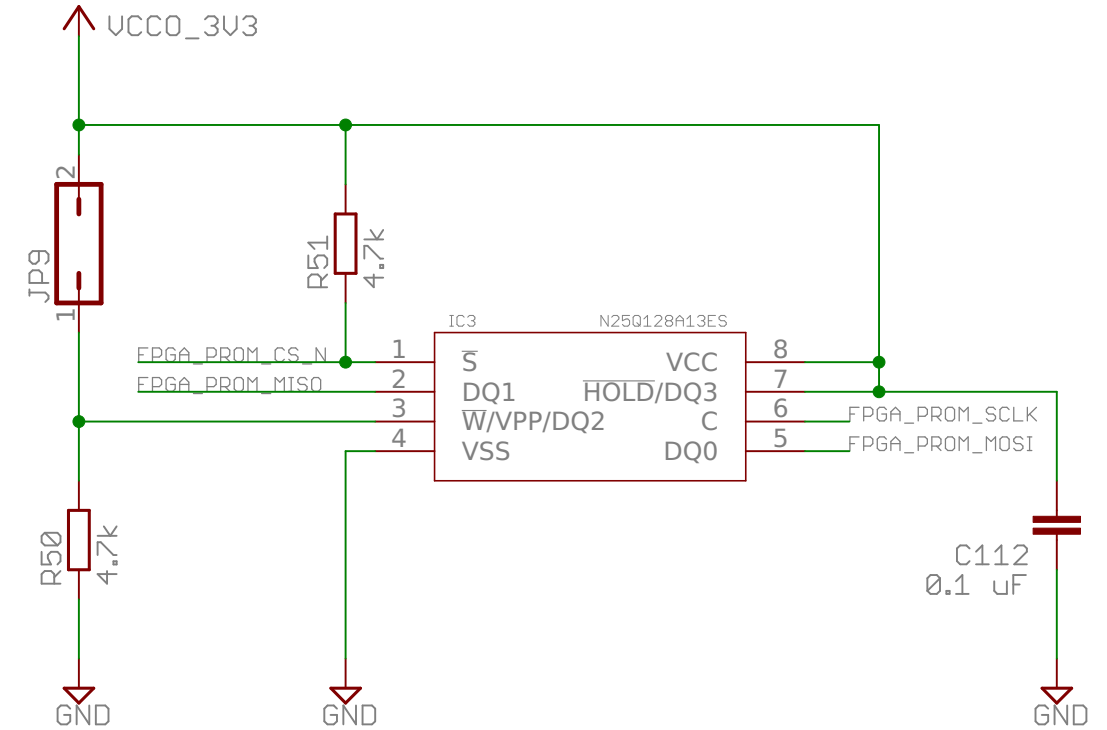 VCCO_3V3
2
JP9
1
R51
4.7k
IC3
N25Q128A13ES
FPGA_PROM_CS_N
1
S
VCC
8
FPGA_PROM_MISO
2
DQ1
HOLD/DQ3
7
3
W/VPP/DQ2
C
6
FPGA_PROM_SCLK
4
VSS
DQ0
5
FPGA_PROM_MOSI
R50
4.7k
C112
0.1 uF
GND
GND
GND